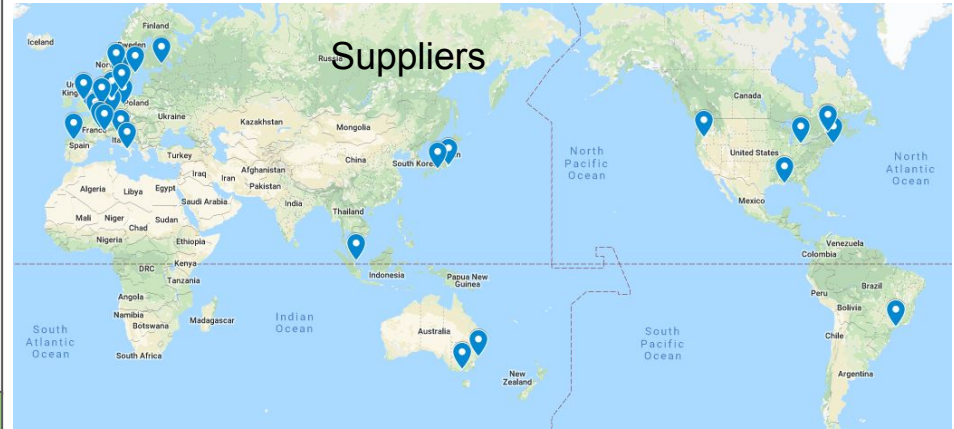 Suppliers
Iceland
Finland
Sweden
Russia
Poland
Ukraine
France
Spain
Turkey
Kazakhstan
Mongolia
Afghanistan
China
South Korea
Iraq
Iran
Pakistan
Algeria
Libya
Egypt
Saudi Arabia
India
Mali
Niger
Sudan
Chad
Thailand
Nigeria
Ethiopia
DRC
Kenya
Tanzania
Indonesia
Papua New
Guinea
Angola
Namibia
Botswana
Madagascar
South Africa
South
Atlantic
Ocean
Indian
Ocean
Australia
New
Zealand
North
Pacific
Ocean
South
Pacific
Ocean
Canada
United States
Mexico
North
Atlantic
Ocean
Venezuela
Colombia
Brazil
Peru
Bolivia
Chile
Argentina